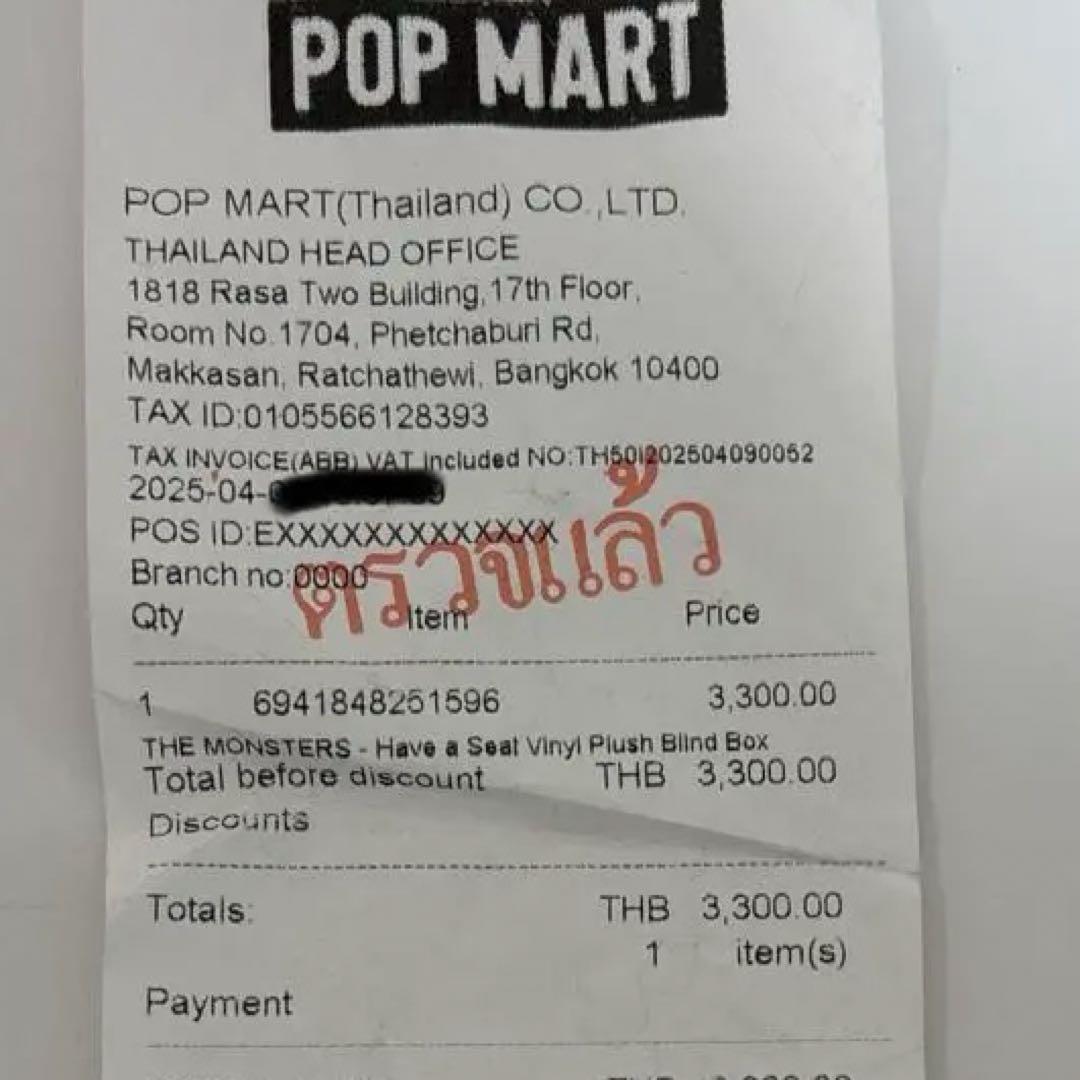 POP MART
POP MART(Thailand) CO.,LTD.
THAILAND HEAD OFFICE
1818 Rasa Two Building,17th Floor,
Room No.1704, Phetchaburi Rd,
Makkasan, Ratchathewi, Bangkok 10400
TAX ID:0105566128393
TAX INVOICE(ABB) VAT Included NO:TH50I202504090052
2025-04-
POS ID:EXXXXXXXXXXXXXX
Branch no:0000
ตรวจแล้ว
Qty Item Price
1 6941848251596 3,300.00
THE MONSTERS - Have a Seat Vinyl Plush Blind Box
Total before discount THB 3,300.00
Discounts
Totals: THB 3,300.00
1 item(s)
Payment